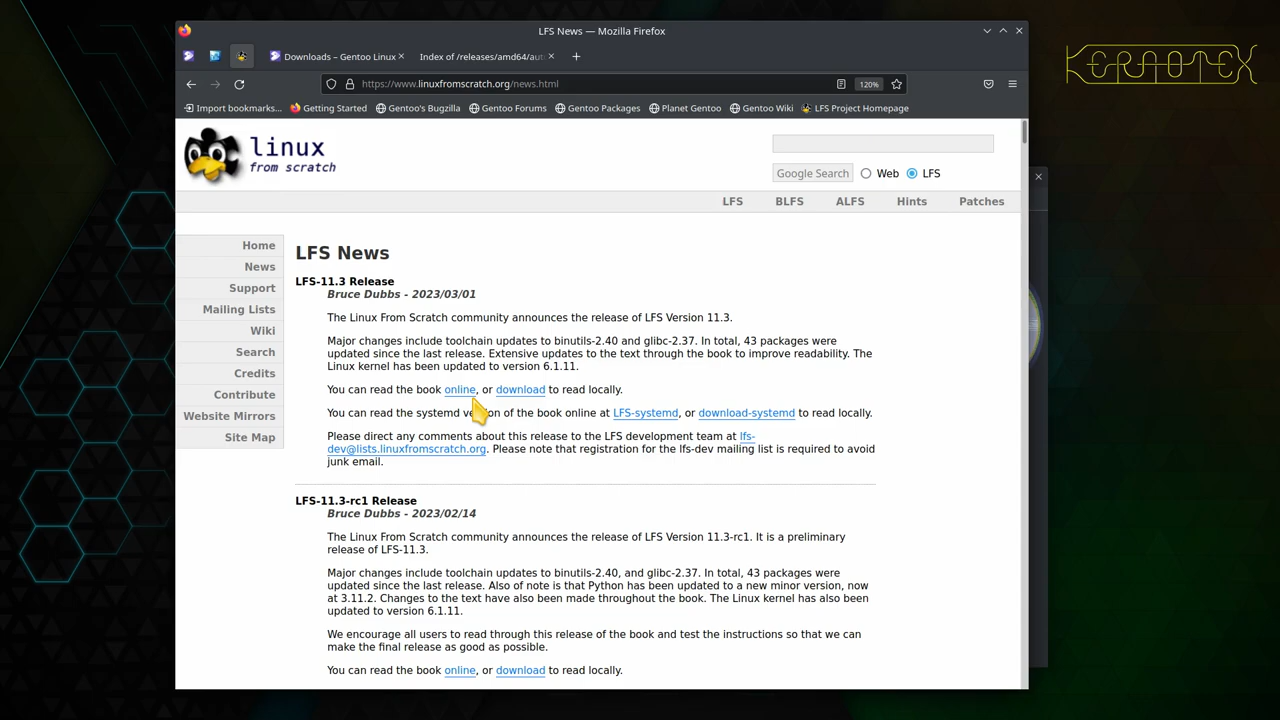 LFS News — Mozilla Firefox
KERAOTEX
Downloads – Gentoo Linux
Index of /releases/amd64/aut
https://www.linuxfromscratch.org/news.html
120%
Import bookmarks...
Getting Started
Gentoo's Bugzilla
Gentoo Forums
Gentoo Packages
Planet Gentoo
Gentoo Wiki
LFS Project Homepage
linux
from scratch
Google Search
Web
LFS
LFS
BLFS
ALFS
Hints
Patches
Home
News
Support
Mailing Lists
Wiki
Search
Credits
Contribute
Website Mirrors
Site Map
LFS News
LFS-11.3 Release
Bruce Dubbs - 2023/03/01
The Linux From Scratch community announces the release of LFS Version 11.3.
Major changes include toolchain updates to binutils-2.40 and glibc-2.37. In total, 43 packages were
updated since the last release. Extensive updates to the text through the book to improve readability. The
Linux kernel has been updated to version 6.1.11.
You can read the book online, or download to read locally.
You can read the systemd version of the book online at LFS-systemd, or download-systemd to read locally.
Please direct any comments about this release to the LFS development team at lfs-
dev@lists.linuxfromscratch.org. Please note that registration for the lfs-dev mailing list is required to avoid
junk email.
LFS-11.3-rc1 Release
Bruce Dubbs - 2023/02/14
The Linux From Scratch community announces the release of LFS Version 11.3-rc1. It is a preliminary
release of LFS-11.3.
Major changes include toolchain updates to binutils-2.40, and glibc-2.37. In total, 43 packages were
updated since the last release. Also of note is that Python has been updated to a new minor version, now
at 3.11.2. Changes to the text have also been made throughout the book. The Linux kernel has also been
updated to version 6.1.11.
We encourage all users to read through this release of the book and test the instructions so that we can
make the final release as good as possible.
You can read the book online, or download to read locally.